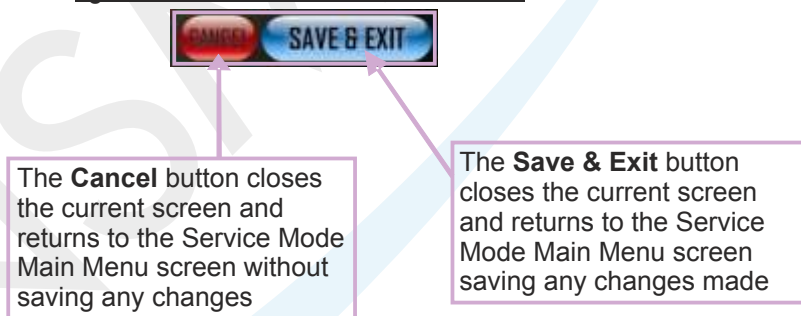 CANCEL SAVE & EXIT
The Cancel button closes
the current screen and
returns to the Service Mode
Main Menu screen without
saving any changes
The Save & Exit button
closes the current screen
and returns to the Service
Mode Main Menu screen
saving any changes made